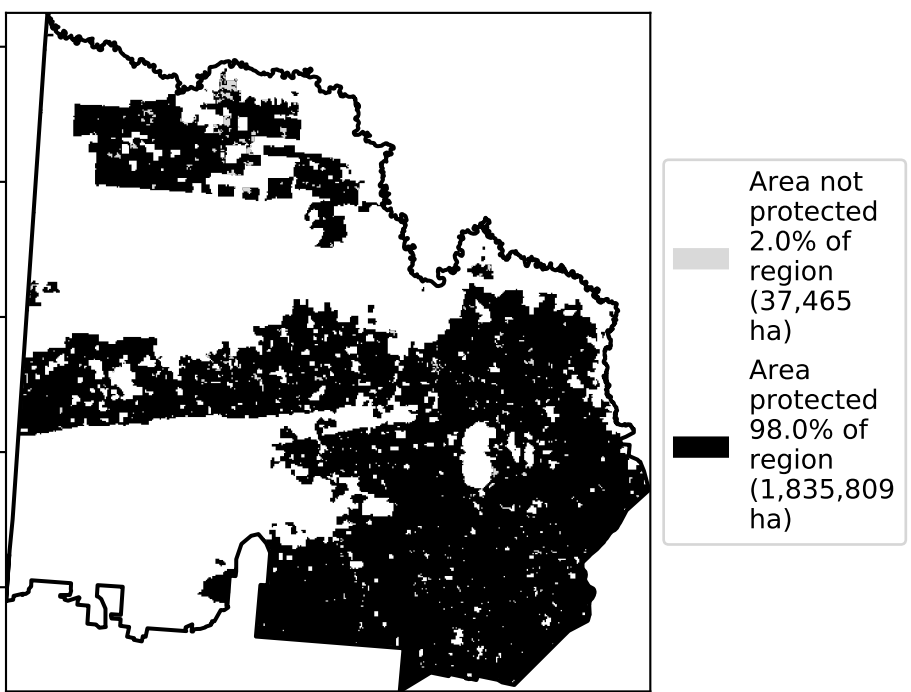 Area not
protected
2.0% of
region
(37,465
ha)
Area
protected
98.0% of
region
(1,835,809
ha)